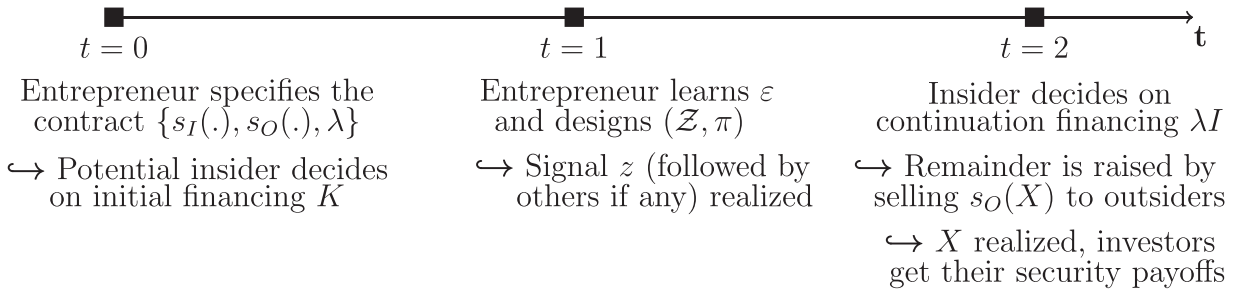 t
t = 0
Entrepreneur specifies the
contract {s_I(.), s_O(.), λ}
↪ Potential insider decides
on initial financing K
t = 1
Entrepreneur learns ε
and designs (𝒵, π)
↪ Signal z (followed by
others if any) realized
t = 2
Insider decides on
continuation financing λI
↪ Remainder is raised by
selling s_O(X) to outsiders
↪ X realized, investors
get their security payoffs